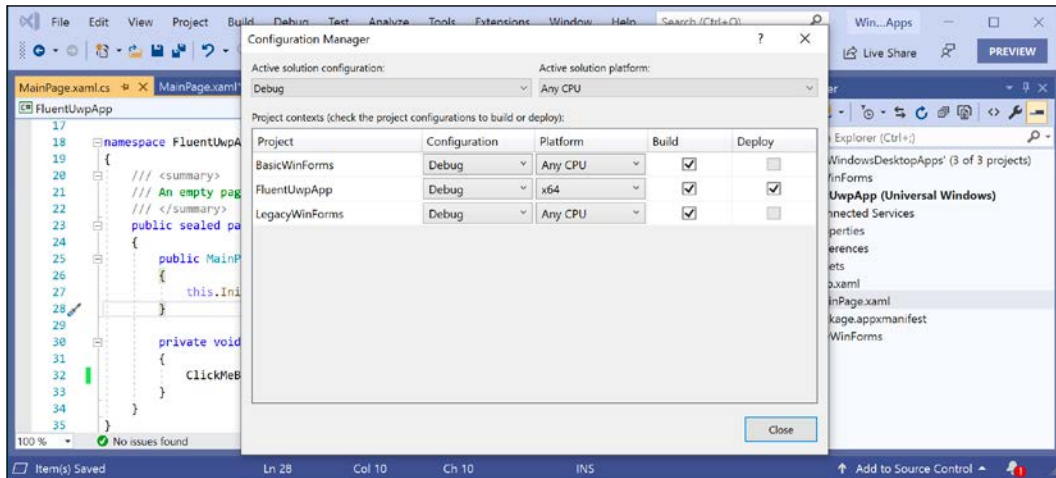 File Edit View Project Build Debug Test Analyze Tools Extensions Window Help Search (Ctrl+Q) Win...Apps
Configuration Manager ? ×
Live Share PREVIEW
Active solution configuration: Active solution platform:
Debug Any CPU
MainPage.xaml.cs MainPage.xaml*
FluentUwpApp
Project contexts (check the project configurations to build or deploy):
Explorer (Ctrl+;)
Project Configuration Platform Build Deploy
BasicWinForms Debug Any CPU
FluentUwpApp Debug x64
LegacyWinForms Debug Any CPU
17
18 namespace FluentUwpA
19 {
20 /// <summary>
21 /// An empty pag
22 /// </summary>
23 public sealed pa
24 {
25 public MainP
26 {
27 this.Ini
28 }
29
30 private void
31 {
32 ClickMeB
33 }
34 }
35 }
WindowsDesktopApps' (3 of 3 projects)
inForms
UwpApp (Universal Windows)
nnected Services
perties
erences
ets
p.xaml
inPage.xaml
kage.appxmanifest
WinForms
Close
100 % No issues found
Item(s) Saved Ln 28 Col 10 Ch 10 INS Add to Source Control 1